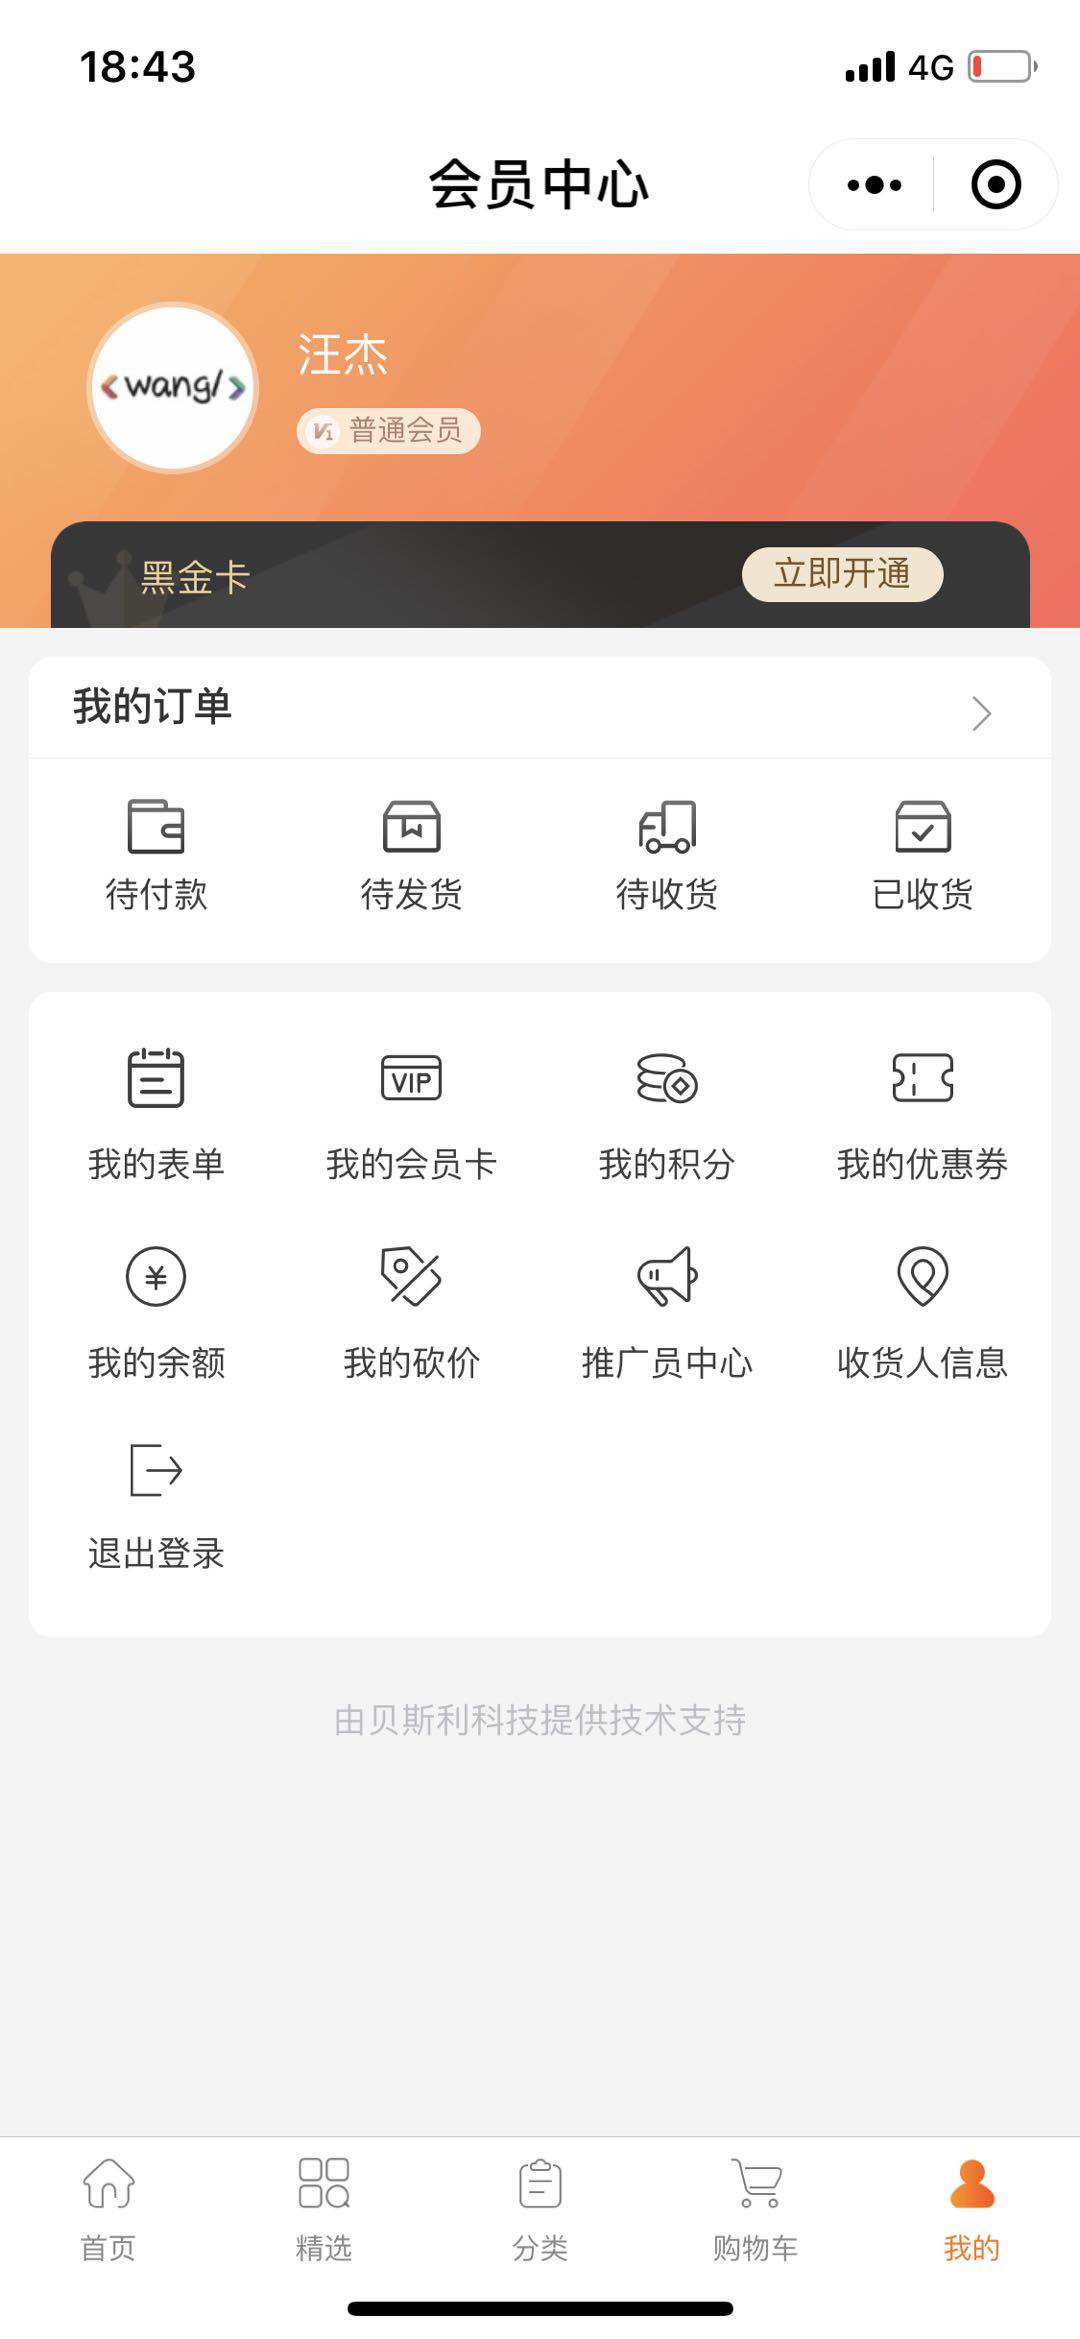 18:43 4G
会员中心
<wang/>
汪杰
V1 普通会员
黑金卡 立即开通
我的订单
待付款 待发货 待收货 已收货
VIP
我的表单 我的会员卡 我的积分 我的优惠券
¥
我的余额 我的砍价 推广员中心 收货人信息
退出登录
由贝斯利科技提供技术支持
首页 精选 分类 购物车 我的